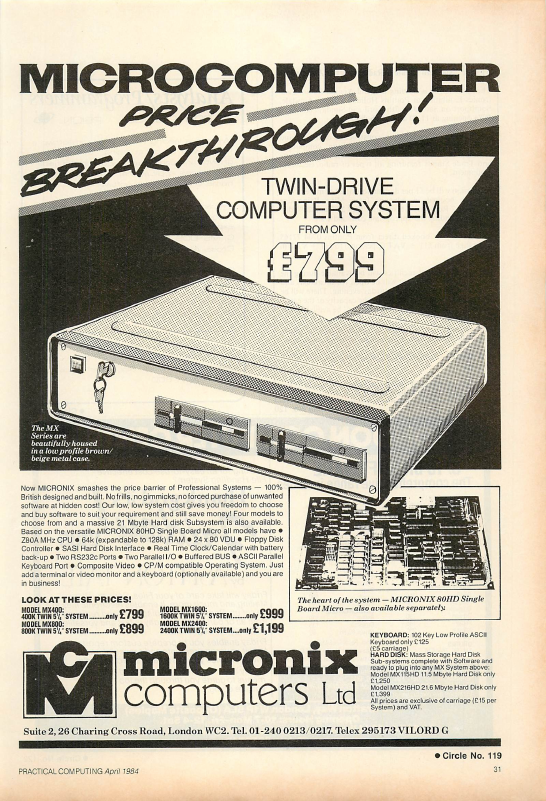 MICROCOMPUTER
PRICE
BREAKTHROUGH!
TWIN-DRIVE
COMPUTER SYSTEM
FROM ONLY
£799
The MX
Series are
beautifully housed
in a low profile brown/
beige metal case.
Now MICRONIX smashes the price barrier of Professional Systems — 100%
British designed and built. No frills, no gimmicks, no forced purchase of unwanted
software at hidden cost! Our low, low system cost gives you freedom to choose
and buy software to suit your requirement and still save money! Four models to
choose from and a massive 21 Mbyte Hard disk Subsystem is also available.
Based on the versatile MICRONIX 80HD Single Board Micro all models have ●
Z80A MHz CPU ● 64k (expandable to 128k) RAM ● 24 x 80 VDU ● Floppy Disk
Controller ● SASI Hard Disk Interface ● Real Time Clock/Calendar with battery
back-up ● Two RS232c Ports ● Two Parallel I/O ● Buffered BUS ● ASCII Parallel
Keyboard Port ● Composite Video ● CP/M compatible Operating System. Just
add a terminal or video monitor and a keyboard (optionally available) and you are
in business!
The heart of the system — MICRONIX 80HD Single
Board Micro — also available separately.
LOOK AT THESE PRICES!
MODEL MX400:
400K TWIN 5¼" SYSTEM ..........only £799
MODEL MX800:
800K TWIN 5¼" SYSTEM ..........only £899
MODEL MX1600:
1600K TWIN 5¼" SYSTEM.......only £999
MODEL MX2400:
2400K TWIN 5¼" SYSTEM....only £1,199
KEYBOARD: 102 Key Low Profile ASCII
Keyboard only £125
(£5 carriage)
HARD DISK: Mass Storage Hard Disk
Sub-systems complete with Software and
ready to plug into any MX System above:
Model MX115HD 11.5 Mbyte Hard Disk only
£1,250
Model MX216HD 21.6 Mbyte Hard Disk only
£1,399
All prices are exclusive of carriage (£15 per
System) and VAT.
CM
micronix
computers Ltd
Suite 2, 26 Charing Cross Road, London WC2. Tel. 01-240 0213/0217. Telex 295173 VILORD G
● Circle No. 119
PRACTICAL COMPUTING April 1984
31